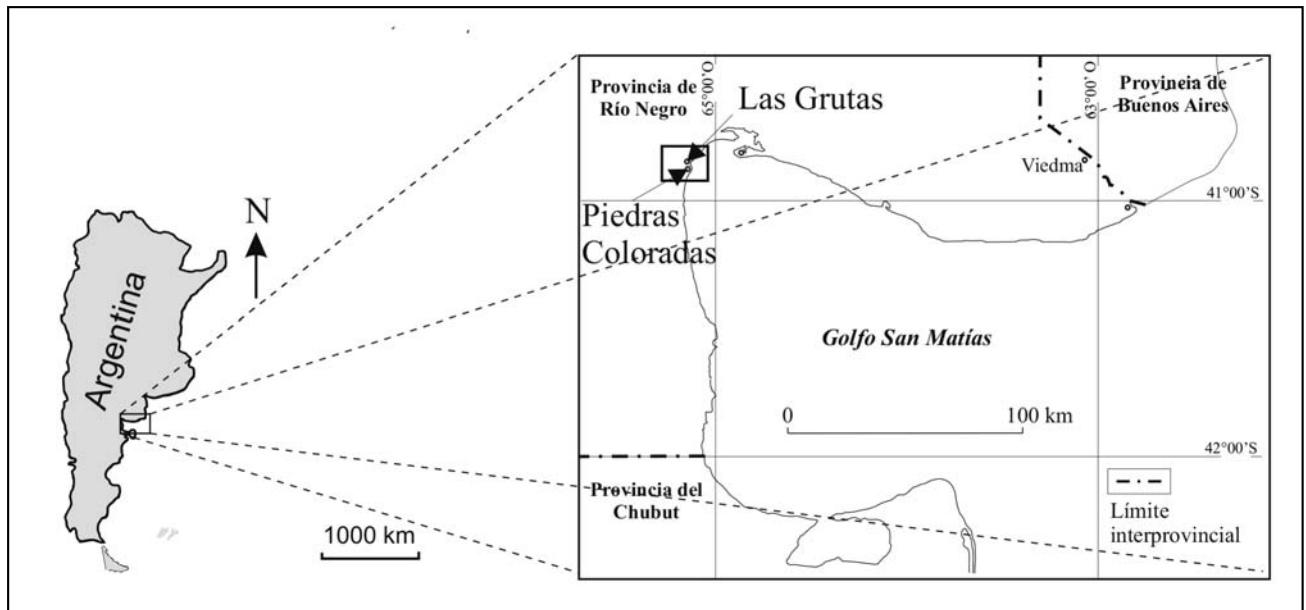 N
Argentina
1000 km
Provincia de
Río Negro
65°00'O
Las Grutas
63°00'O
Provincia de
Buenos Aires
Viedma
41°00'S
Piedras
Coloradas
Golfo San Matías
0 100 km
42°00'S
Provincia del
Chubut
Límite
interprovincial